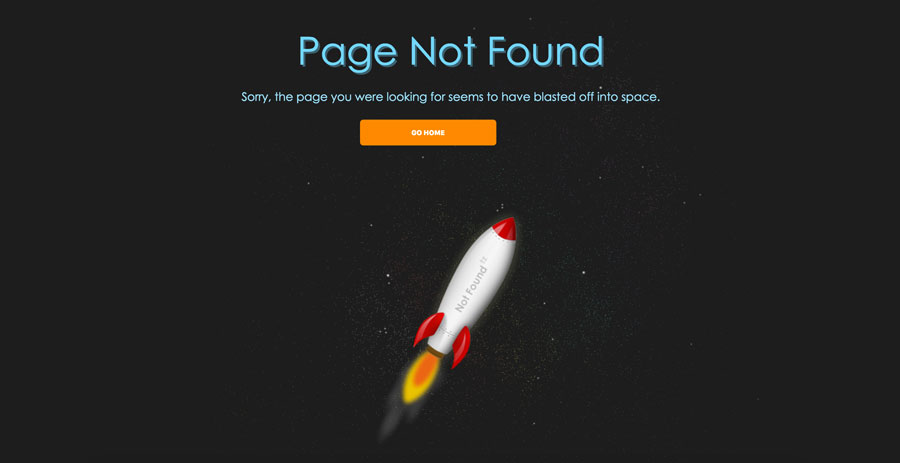 Page Not Found
Sorry, the page you were looking for seems to have blasted off into space.
GO HOME
Not Found